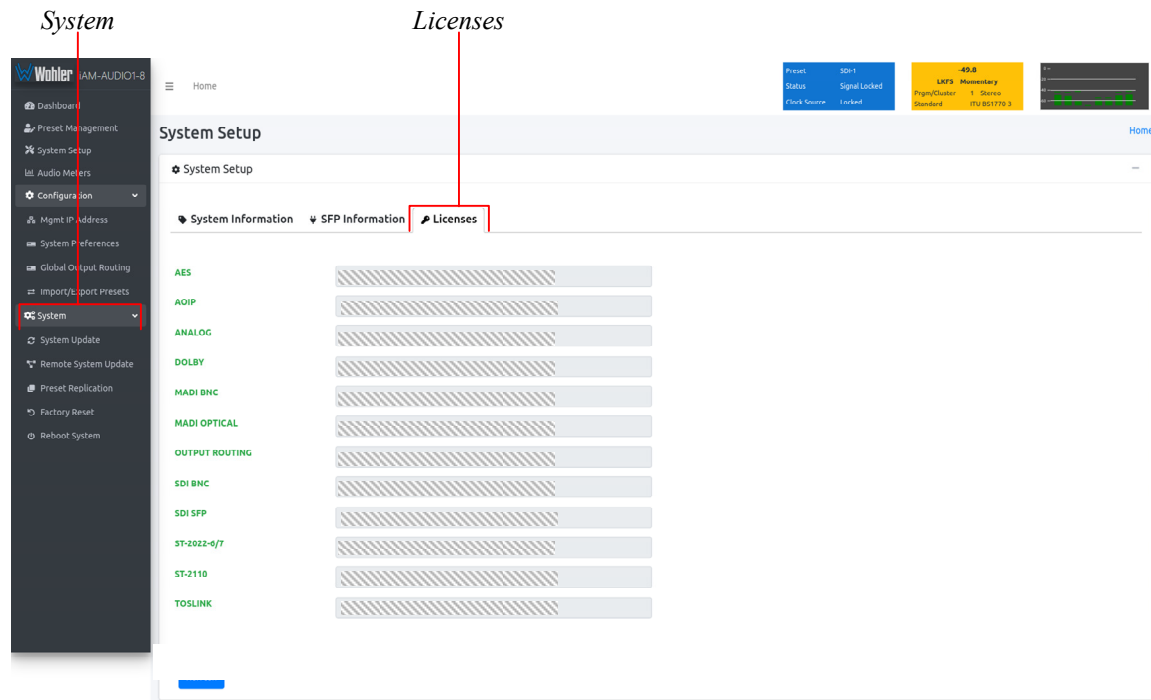 System
Licenses
Wohler iAM-AUDIO1-8
Home
Preset SDI-1
Status Signal Locked
Clock Source Locked
-49.8
LKFS Momentary
Prgm/Cluster 1 Stereo
Standard ITU BS1770 3
Dashboard
Preset Management
System Setup
Audio Meters
Configuration
Mgmt IP Address
System Preferences
Global Output Routing
Import/Export Presets
System
System Update
Remote System Update
Preset Replication
Factory Reset
Reboot System
System Setup
Home
System Setup
System Information SFP Information Licenses
AES
AOIP
ANALOG
DOLBY
MADI BNC
MADI OPTICAL
OUTPUT ROUTING
SDI BNC
SDI SFP
ST-2022-6/7
ST-2110
TOSLINK